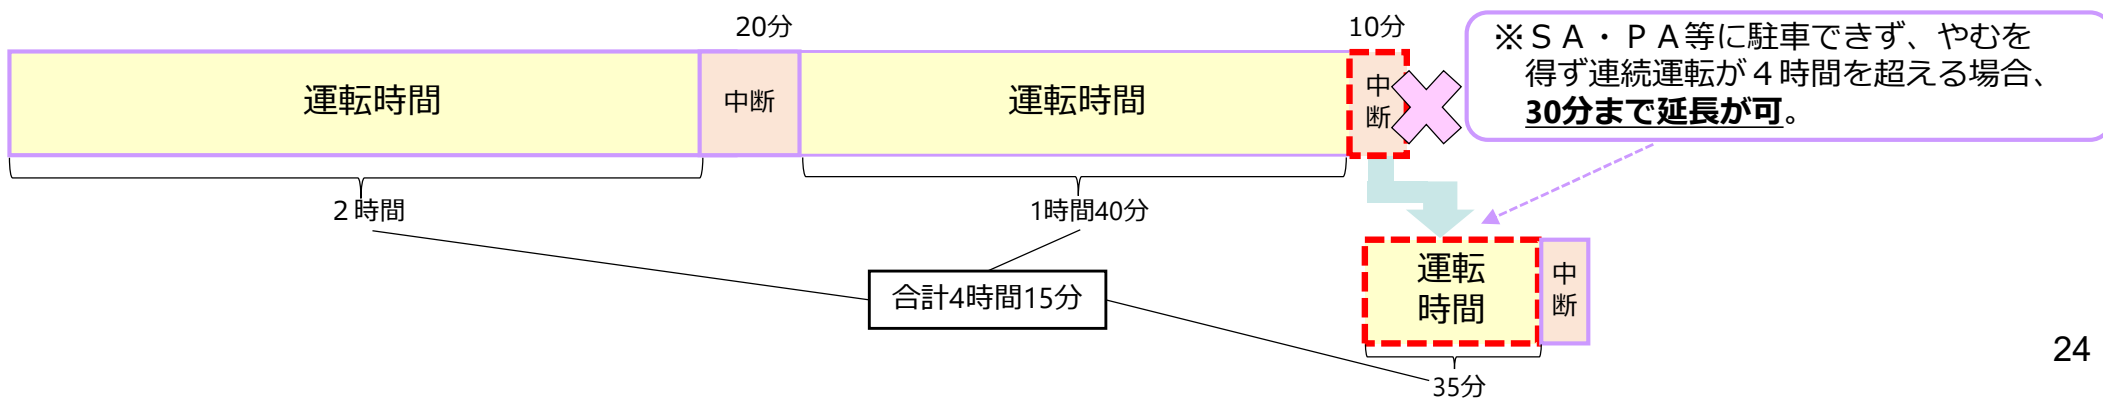 20分
10分
※ＳＡ・ＰＡ等に駐車できず、やむを
得ず連続運転が４時間を超える場合、
30分まで延長が可。
運転時間
中断
運転時間
中
断
２時間
1時間40分
合計4時間15分
運転
時間
中
断
35分
24